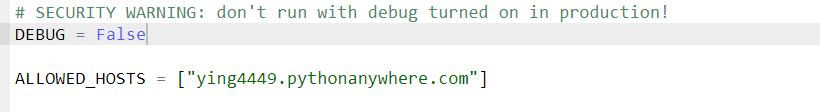 # SECURITY WARNING: don't run with debug turned on in production!
DEBUG = False
ALLOWED_HOSTS = ["ying4449.pythonanywhere.com"]